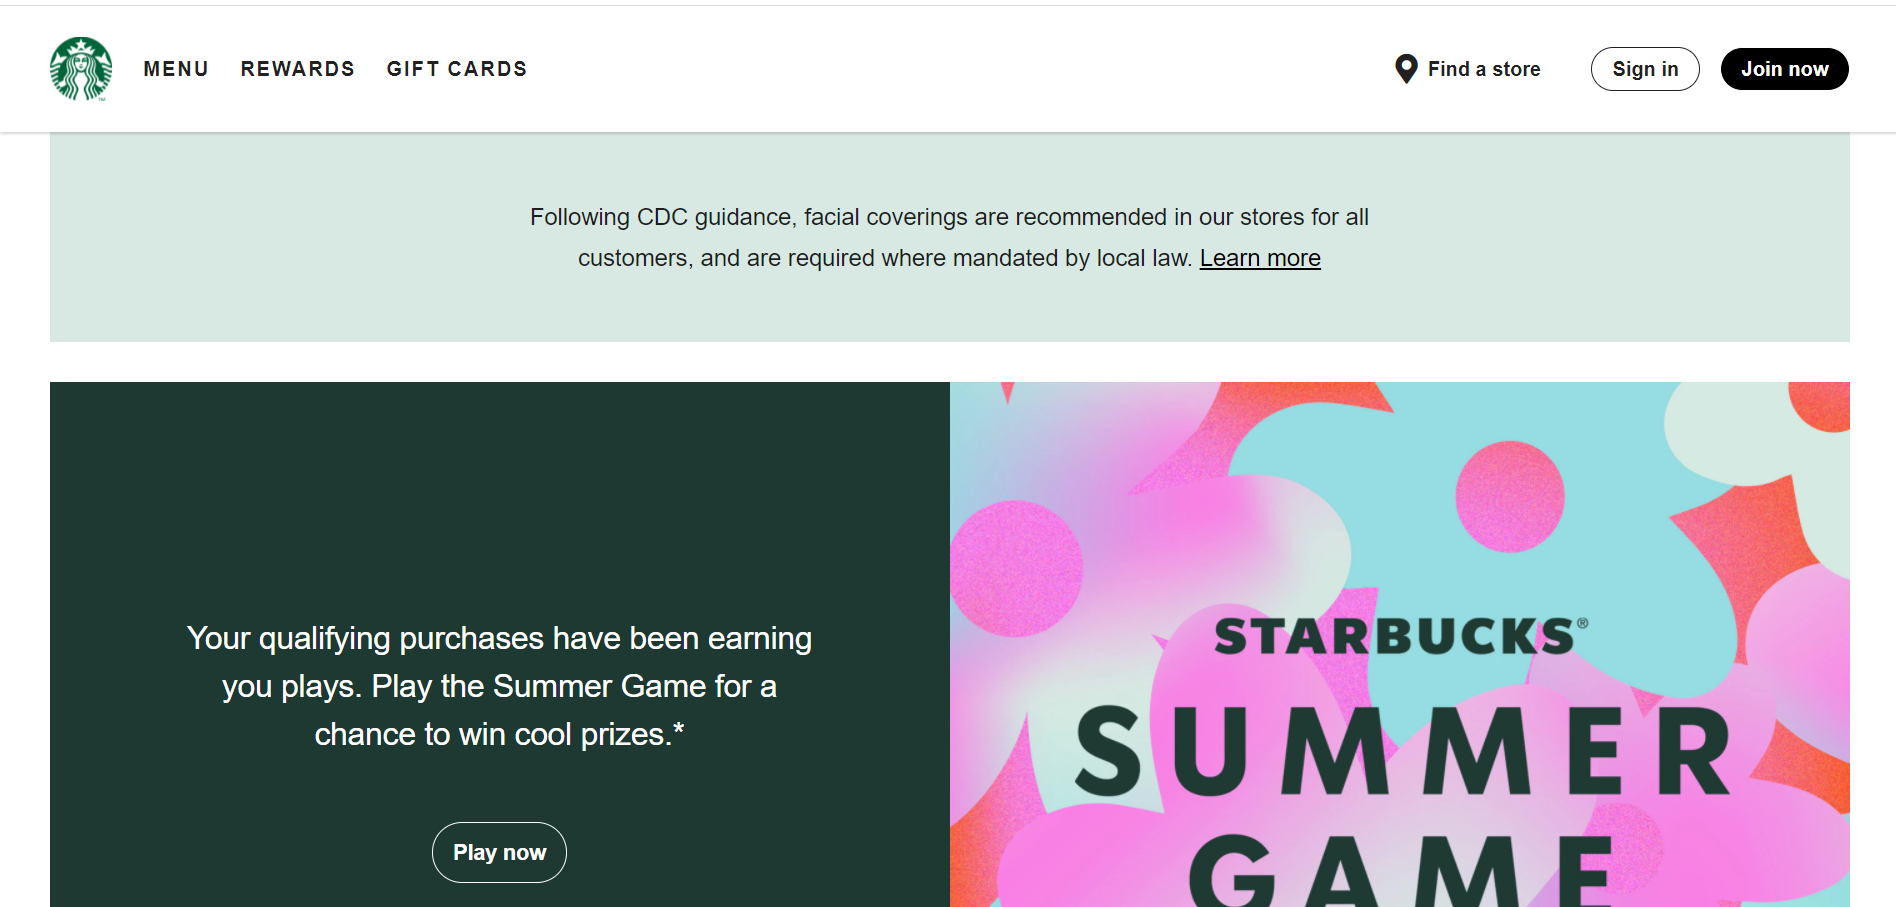 MENU
REWARDS
GIFT CARDS
Find a store
Sign in
Join now
Following CDC guidance, facial coverings are recommended in our stores for all
customers, and are required where mandated by local law. Learn more
Your qualifying purchases have been earning
you plays. Play the Summer Game for a
chance to win cool prizes.*
Play now
STARBUCKS®
SUMMER
GAME